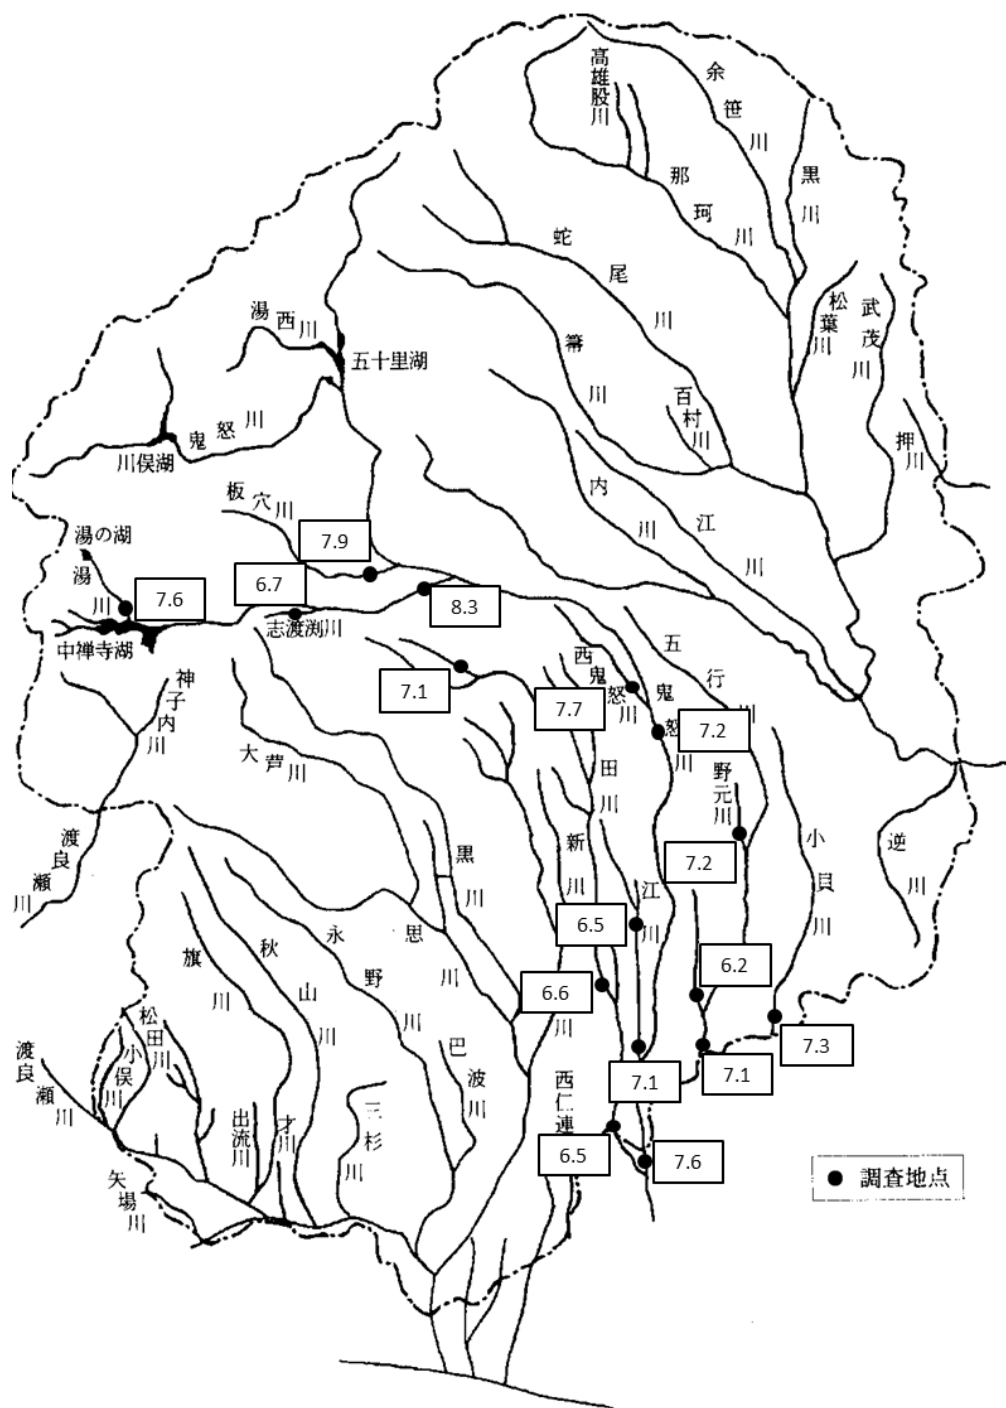 高雄股川
余笹川
黒川
那珂川
蛇尾川
松葉川
武茂川
湯西川
五十里湖
箒川
百村川
押川
鬼怒川
川俣湖
板穴川
内川
江川
湯の湖
湯川
7.9
6.7
7.6
8.3
志渡渕川
中禅寺湖
神子内川
7.1
西鬼怒川
鬼怒川
五行川
7.7
7.2
大芦川
田川
野元川
小貝川
逆川
渡良瀬川
黒川
新川
7.2
江川
6.5
6.2
6.6
旗川
秋山川
永野川
思川
巴波川
7.3
7.1
7.1
松田川
小俣川
渡良瀬川
出流川
才川
三杉川
西仁連
川
6.5
7.6
矢場川
調査地点